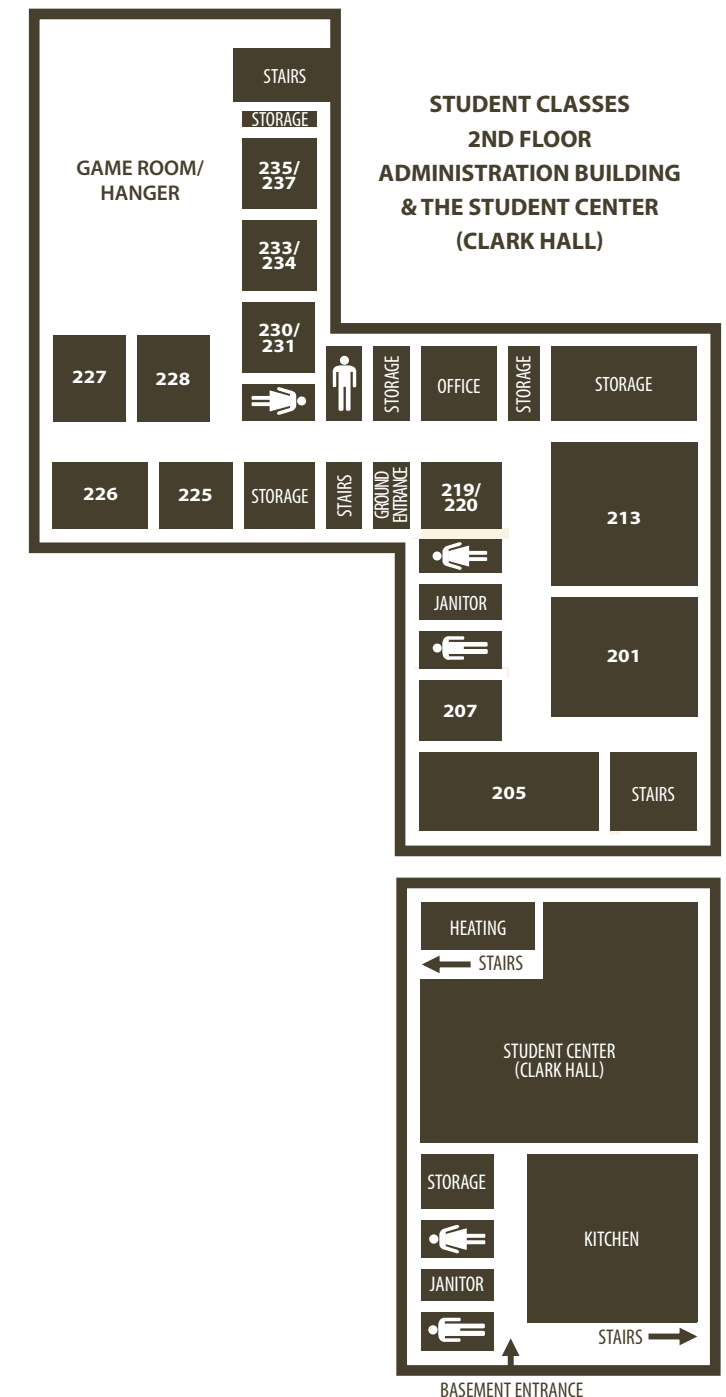 STUDENT CLASSES
2ND FLOOR
ADMINISTRATION BUILDING
& THE STUDENT CENTER
(CLARK HALL)
STAIRS
STORAGE
GAME ROOM/
HANGER
235/
237
233/
234
230/
231
227
228
STORAGE
OFFICE
STORAGE
STORAGE
226
225
STORAGE
STAIRS
GROUND
ENTRANCE
219/
220
213
JANITOR
201
207
205
STAIRS
HEATING
STAIRS
STUDENT CENTER
(CLARK HALL)
STORAGE
KITCHEN
JANITOR
STAIRS
BASEMENT ENTRANCE